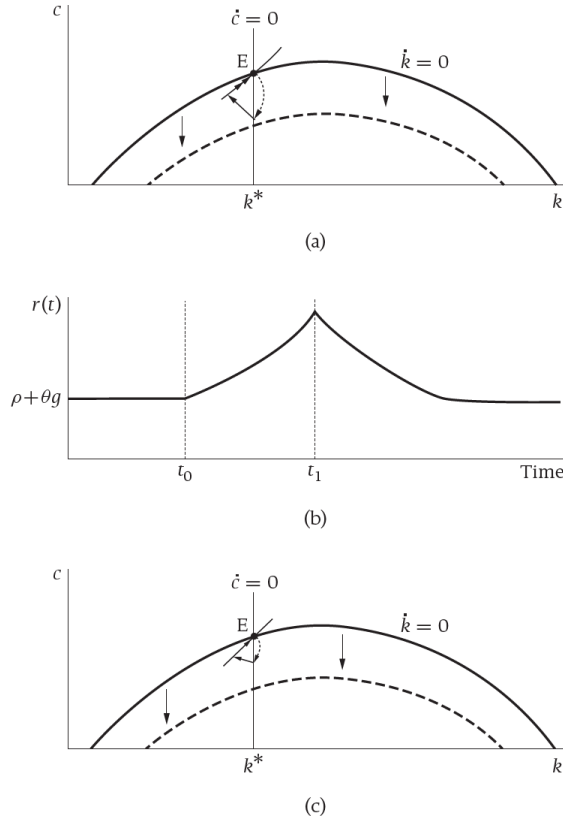 c
ċ = 0
E
k̇ = 0
k*
k
(a)
r(t)
ρ+θg
t₀
t₁
Time
(b)
c
ċ = 0
E
k̇ = 0
k*
k
(c)